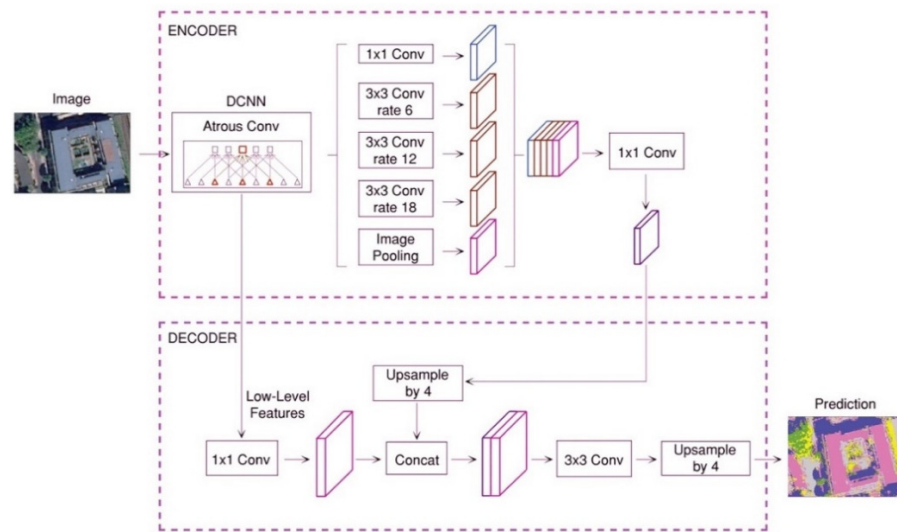 ENCODER
Image
DCNN
Atrous Conv
1x1 Conv
3x3 Conv
rate 6
3x3 Conv
rate 12
3x3 Conv
rate 18
Image
Pooling
1x1 Conv
DECODER
Low-Level
Features
Upsample
by 4
1x1 Conv
Concat
3x3 Conv
Upsample
by 4
Prediction